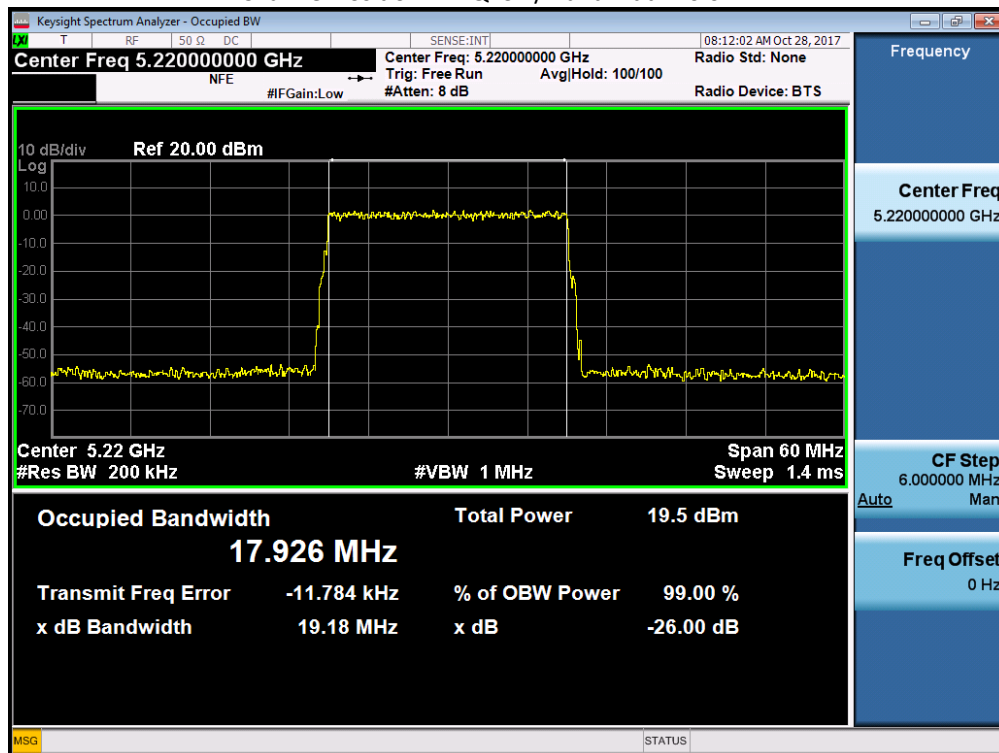 Keysight Spectrum Analyzer - Occupied BW
LXI T RF 50 Ω DC SENSE:INT 08:12:02 AM Oct 28, 2017
Center Freq 5.220000000 GHz
NFE
#IFGain:Low
Center Freq: 5.220000000 GHz
Trig: Free Run Avg|Hold: 100/100
#Atten: 8 dB
Radio Std: None
Radio Device: BTS
10 dB/div Ref 20.00 dBm
Log
10.0
0.00
-10.0
-20.0
-30.0
-40.0
-50.0
-60.0
-70.0
Center 5.22 GHz Span 60 MHz
#Res BW 200 kHz #VBW 1 MHz Sweep 1.4 ms
Occupied Bandwidth Total Power 19.5 dBm
17.926 MHz
Transmit Freq Error -11.784 kHz % of OBW Power 99.00 %
x dB Bandwidth 19.18 MHz x dB -26.00 dB
MSG STATUS
Frequency
Center Freq
5.220000000 GHz
CF Step
6.000000 MHz
Auto Man
Freq Offset
0 Hz